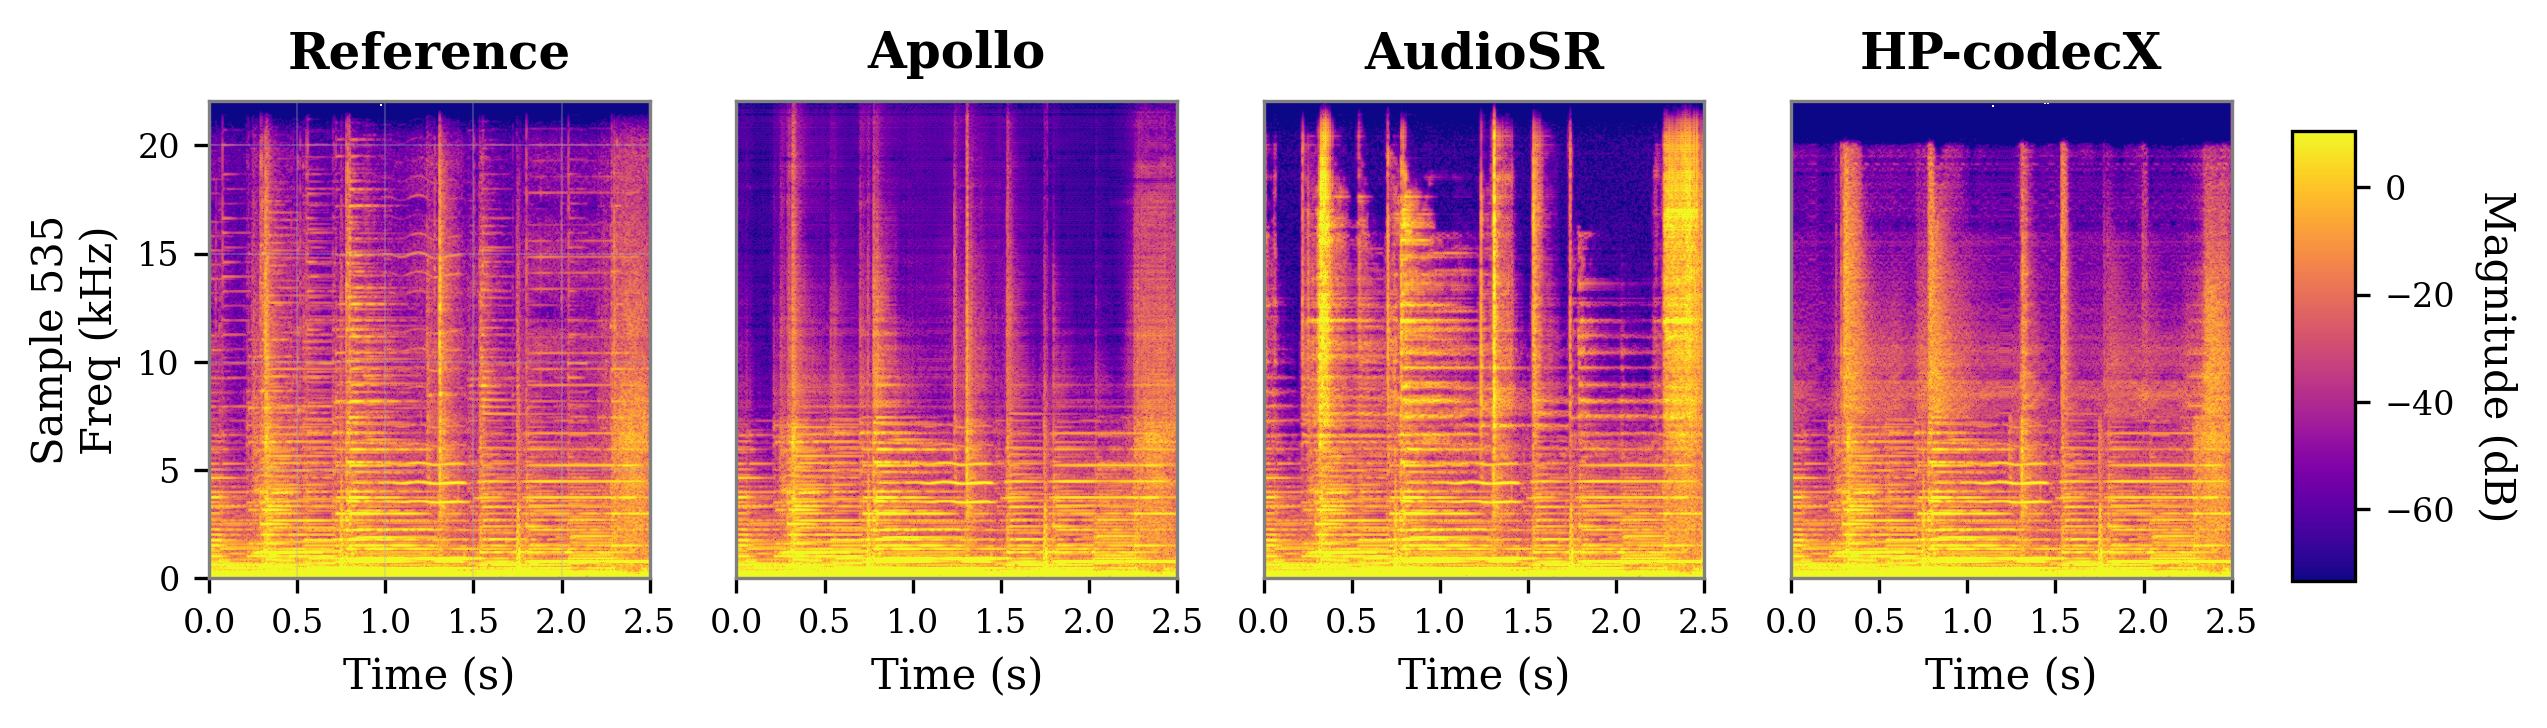 Reference Apollo AudioSR HP-codecX
Sample 535
Freq (kHz)
20
15
10
5
0
0.0 0.5 1.0 1.5 2.0 2.5
Time (s)
0.0 0.5 1.0 1.5 2.0 2.5
Time (s)
0.0 0.5 1.0 1.5 2.0 2.5
Time (s)
0.0 0.5 1.0 1.5 2.0 2.5
Time (s)
0
−20
−40
−60
Magnitude (dB)